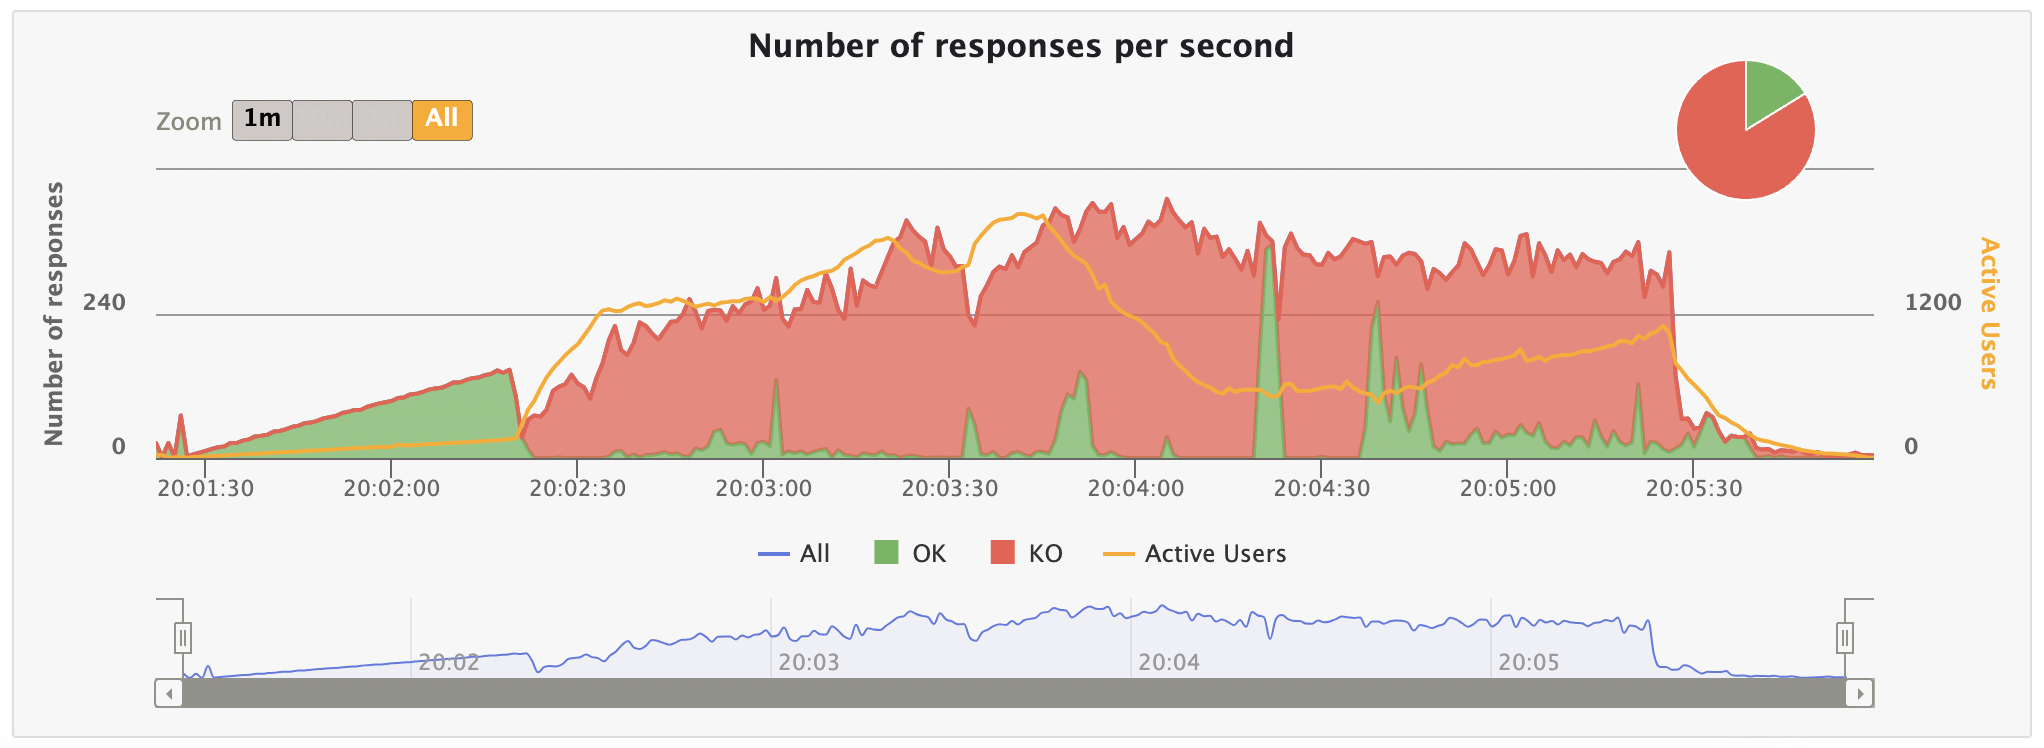 Number of responses per second
Zoom 1m All
Number of responses
240
0
Active Users
1200
0
20:01:30 20:02:00 20:02:30 20:03:00 20:03:30 20:04:00 20:04:30 20:05:00 20:05:30
All OK KO Active Users
20:02 20:03 20:04 20:05